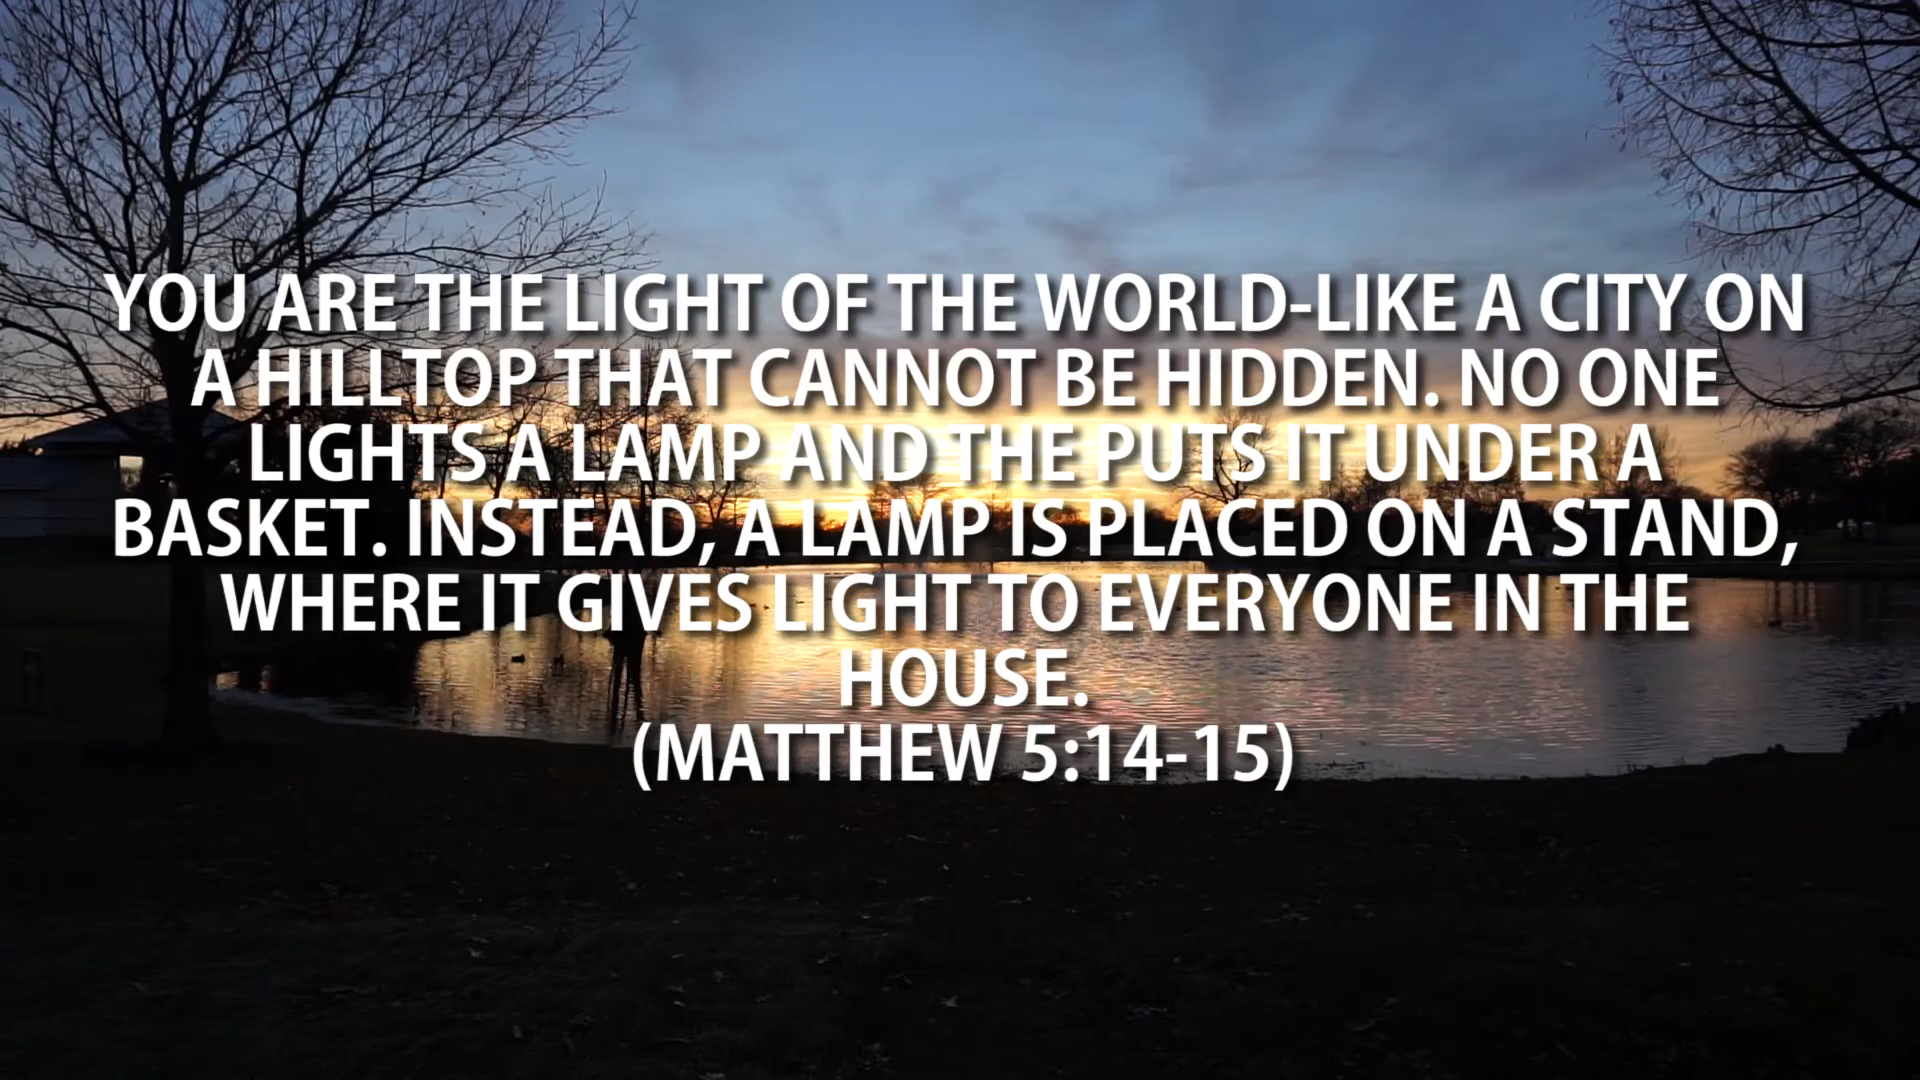 YOU ARE THE LIGHT OF THE WORLD-LIKE A CITY ON
A HILLTOP THAT CANNOT BE HIDDEN. NO ONE
LIGHTS A LAMP AND THE PUTS IT UNDER A
BASKET. INSTEAD, A LAMP IS PLACED ON A STAND,
WHERE IT GIVES LIGHT TO EVERYONE IN THE
HOUSE.
(MATTHEW 5:14-15)